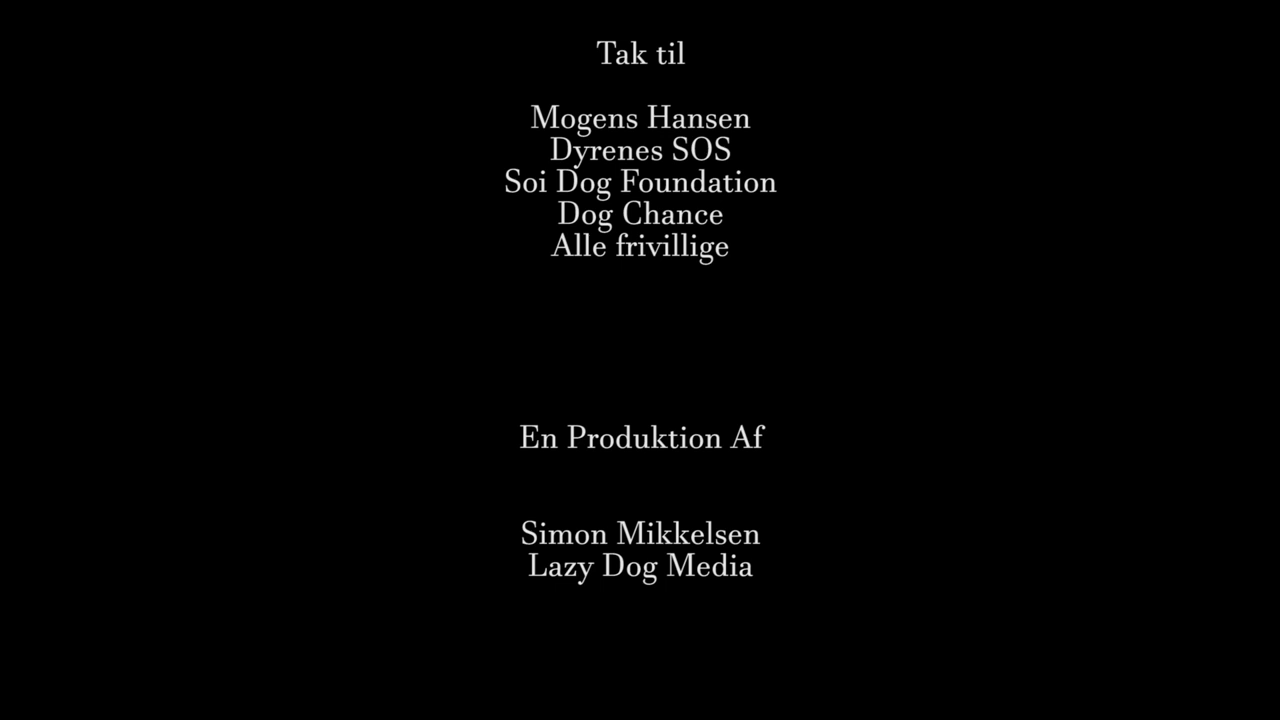 Tak til
Mogens Hansen
Dyrenes SOS
Soi Dog Foundation
Dog Chance
Alle frivillige
En Produktion Af
Simon Mikkelsen
Lazy Dog Media